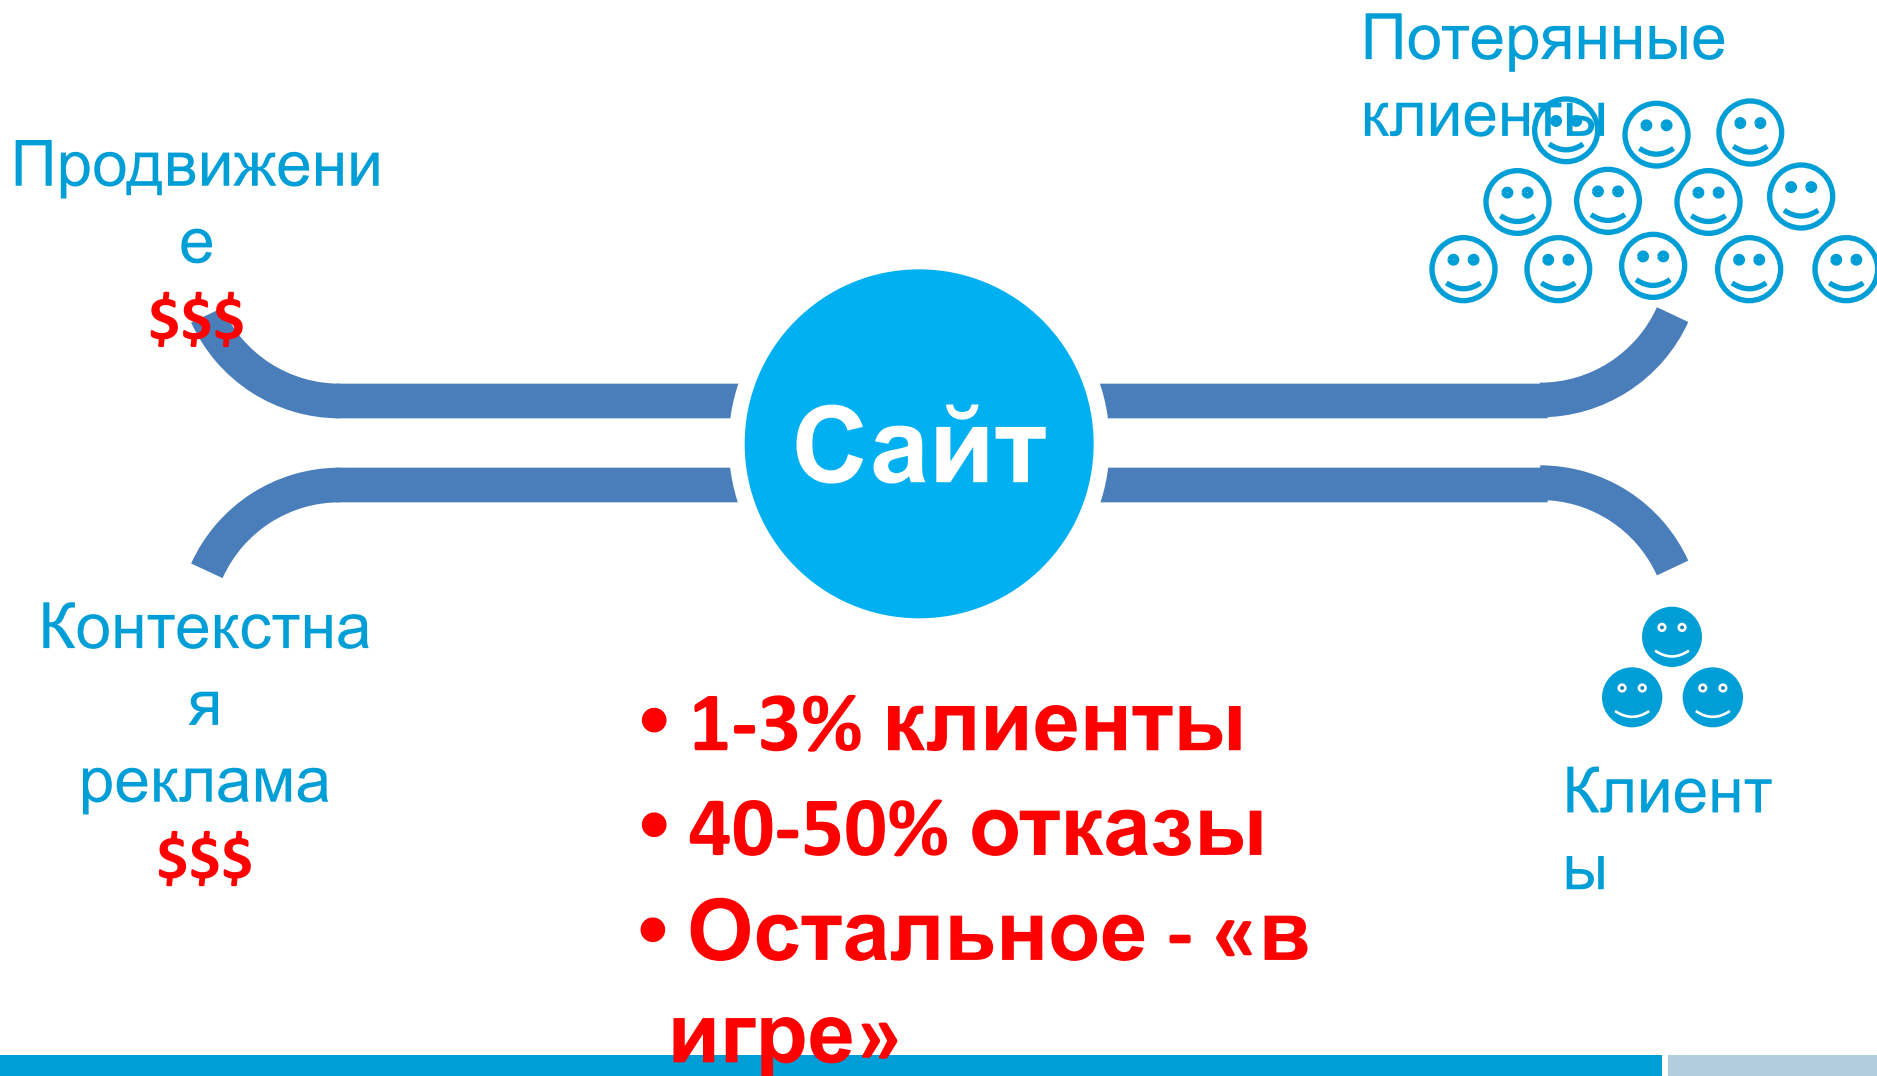 Потерянные
клиенты
Продвижени
е
$$$
Сайт
Контекстна
я
реклама
$$$
• 1-3% клиенты
• 40-50% отказы
• Остальное - «в
игре»
Клиент
ы